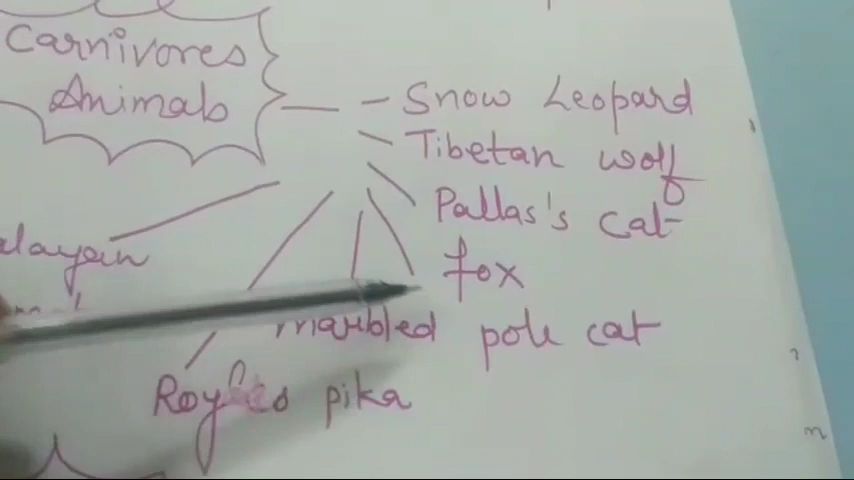 Carnivores
Animals
- Snow Leopard
Tibetan wolf
Pallas's cat
fox
marbled pole cat
pika